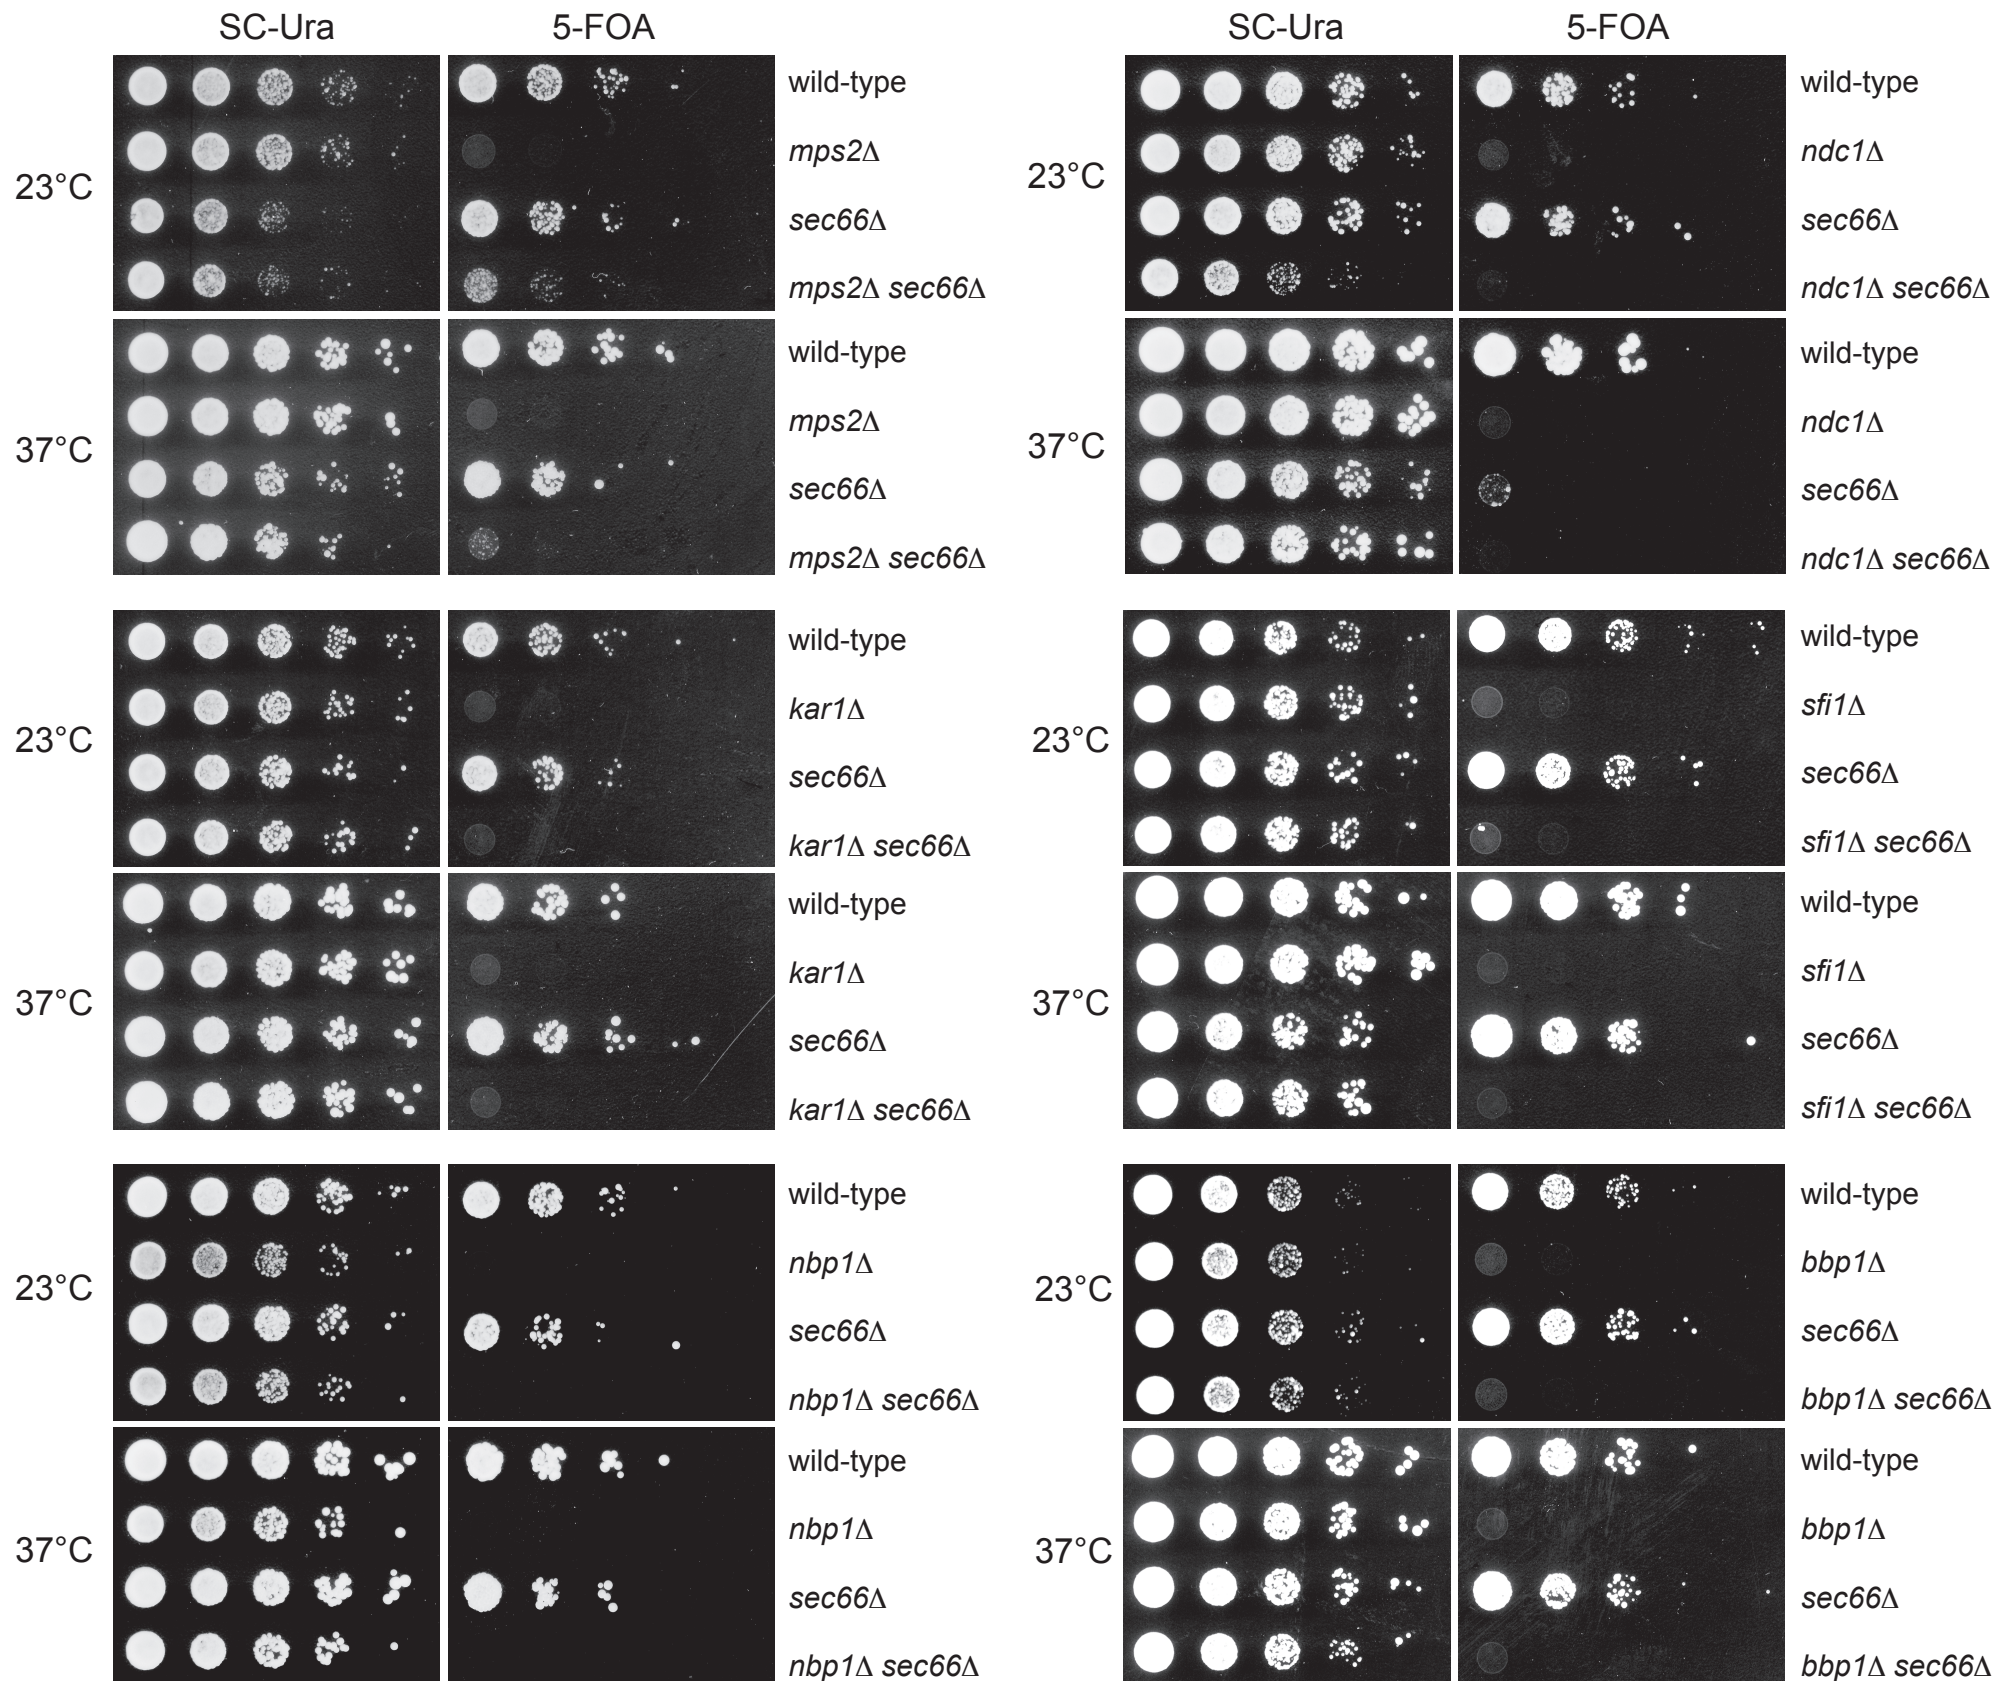 SC-Ura 5-FOA
23°C
wild-type
mps2Δ
sec66Δ
mps2Δ sec66Δ
37°C
wild-type
mps2Δ
sec66Δ
mps2Δ sec66Δ
23°C
wild-type
kar1Δ
sec66Δ
kar1Δ sec66Δ
37°C
wild-type
kar1Δ
sec66Δ
kar1Δ sec66Δ
23°C
wild-type
nbp1Δ
sec66Δ
nbp1Δ sec66Δ
37°C
wild-type
nbp1Δ
sec66Δ
nbp1Δ sec66Δ
SC-Ura 5-FOA
23°C
wild-type
ndc1Δ
sec66Δ
ndc1Δ sec66Δ
37°C
wild-type
ndc1Δ
sec66Δ
ndc1Δ sec66Δ
23°C
wild-type
sfi1Δ
sec66Δ
sfi1Δ sec66Δ
37°C
wild-type
sfi1Δ
sec66Δ
sfi1Δ sec66Δ
23°C
wild-type
bbp1Δ
sec66Δ
bbp1Δ sec66Δ
37°C
wild-type
bbp1Δ
sec66Δ
bbp1Δ sec66Δ